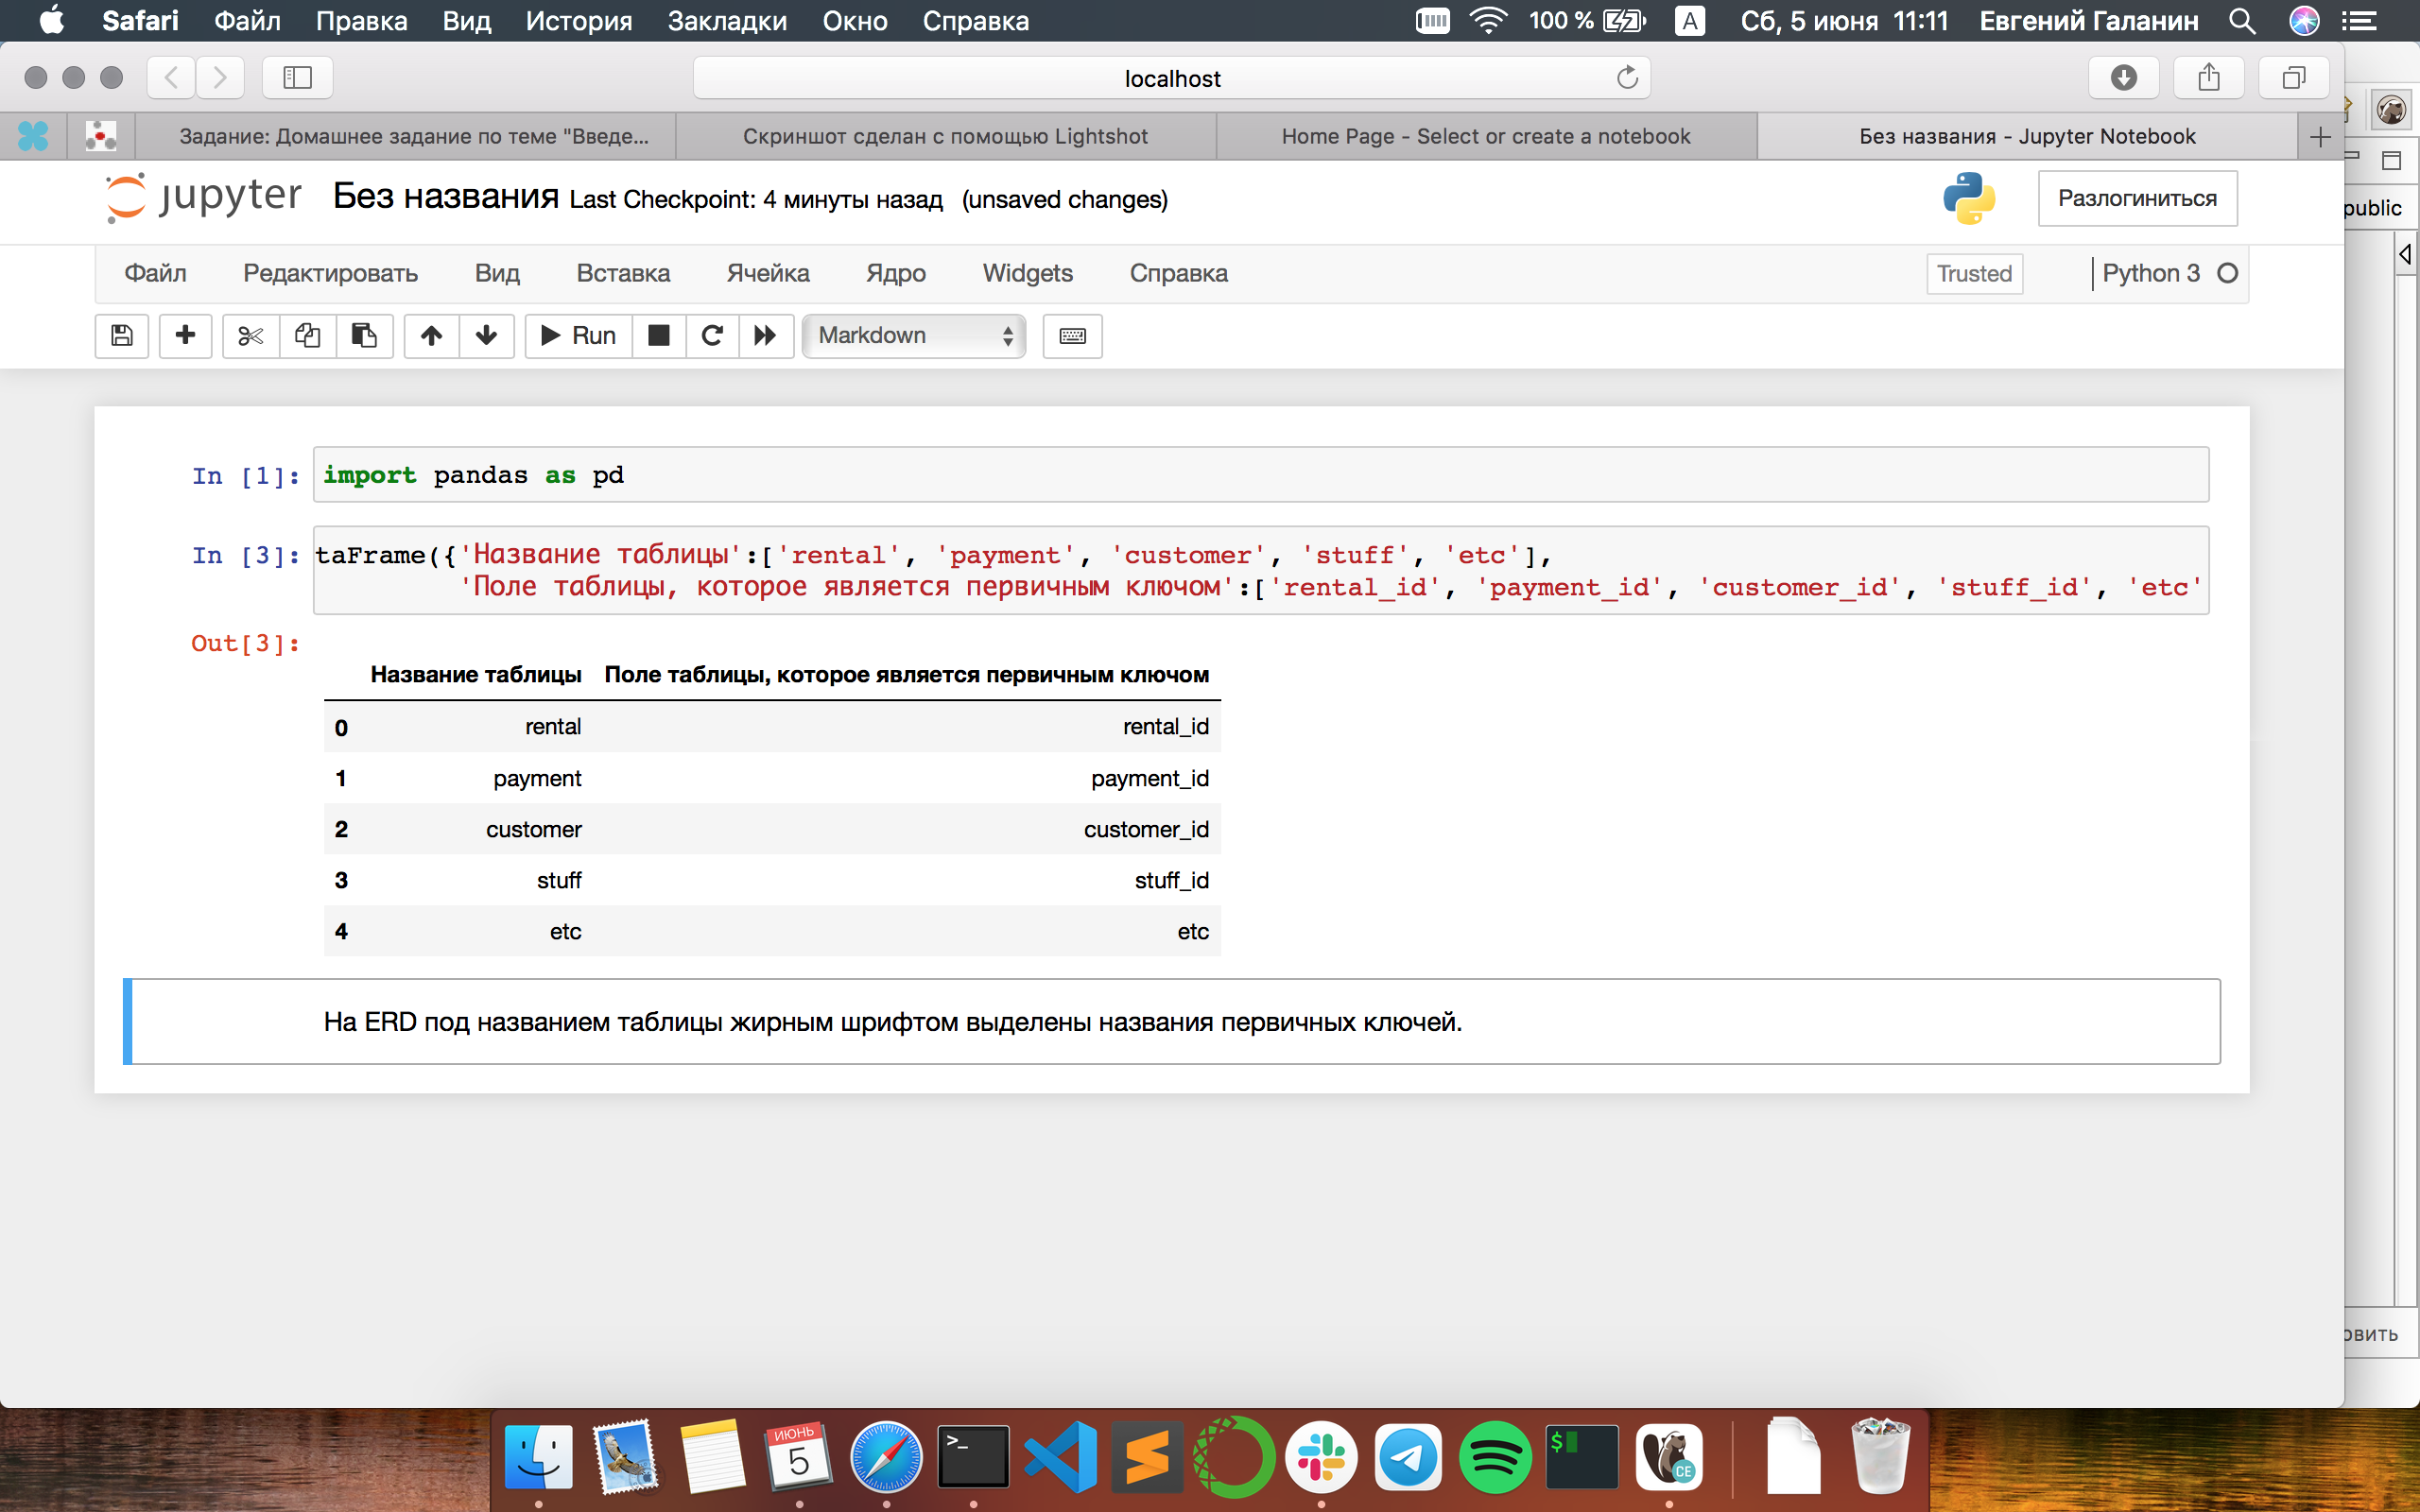 Safari Файл Правка Вид История Закладки Окно Справка 100 % A Сб, 5 июня 11:11 Евгений Галанин
localhost
Задание: Домашнее задание по теме "Введе... Скриншот сделан с помощью Lightshot Home Page - Select or create a notebook Без названия - Jupyter Notebook
jupyter Без названия Last Checkpoint: 4 минуты назад (unsaved changes) Разлогиниться
public
Файл Редактировать Вид Вставка Ячейка Ядро Widgets Справка Trusted Python 3
Run Markdown
In [1]: import pandas as pd
In [3]: taFrame({'Название таблицы':['rental', 'payment', 'customer', 'stuff', 'etc'],
'Поле таблицы, которое является первичным ключом':['rental_id', 'payment_id', 'customer_id', 'stuff_id', 'etc'
Out[3]:
Название таблицы Поле таблицы, которое является первичным ключом
0 rental rental_id
1 payment payment_id
2 customer customer_id
3 stuff stuff_id
4 etc etc
На ERD под названием таблицы жирным шрифтом выделены названия первичных ключей.
овить
ИЮНЬ
5
>_
$
CE